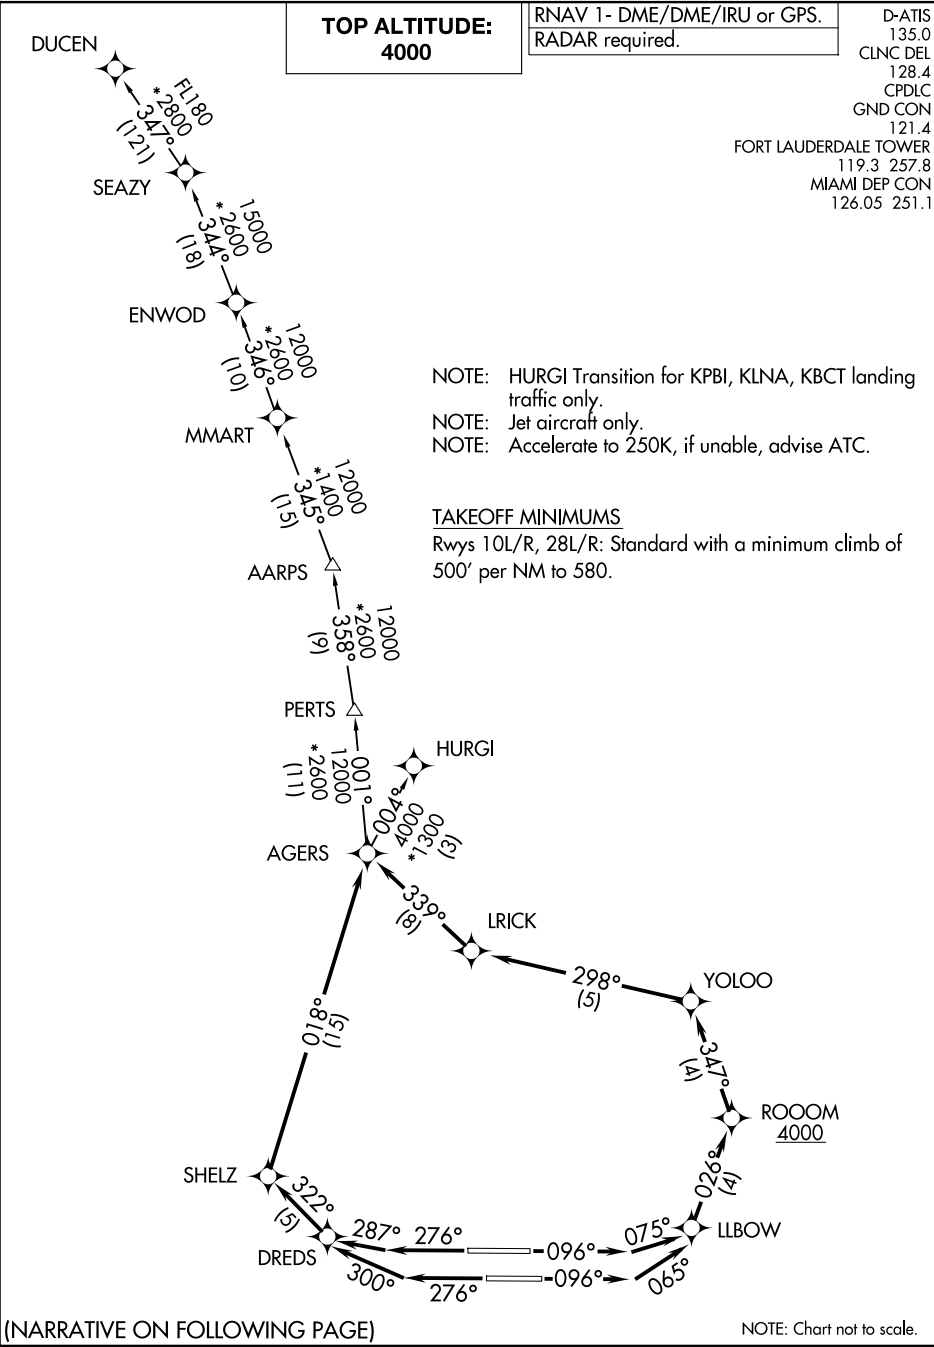 TOP ALTITUDE:
4000
RNAV 1- DME/DME/IRU or GPS.
RADAR required.
D-ATIS
135.0
CLNC DEL
128.4
CPDLC
GND CON
121.4
FORT LAUDERDALE TOWER
119.3 257.8
MIAMI DEP CON
126.05 251.1
DUCEN
FL180
*2800
347°
(121)
SEAZY
15000
*2600
344°
(18)
ENWOD
12000
*2600
346°
(10)
MMART
NOTE: HURGI Transition for KPBI, KLNA, KBCT landing
traffic only.
NOTE: Jet aircraft only.
NOTE: Accelerate to 250K, if unable, advise ATC.
12000
*1400
345°
(15)
TAKEOFF MINIMUMS
Rwys 10L/R, 28L/R: Standard with a minimum climb of
500' per NM to 580.
AARPS
12000
*2600
358°
(9)
PERTS
HURGI
001°
12000
*2600
(11)
004°
4000
*1300
(3)
AGERS
339°
(8)
LRICK
298°
(5)
YOLOO
018°
(15)
347°
(4)
ROOOM
4000
SHELZ
026°
(4)
322°
(5)
LLBOW
DREDS
287°
276°
096°
075°
300°
276°
096°
065°
(NARRATIVE ON FOLLOWING PAGE)
NOTE: Chart not to scale.